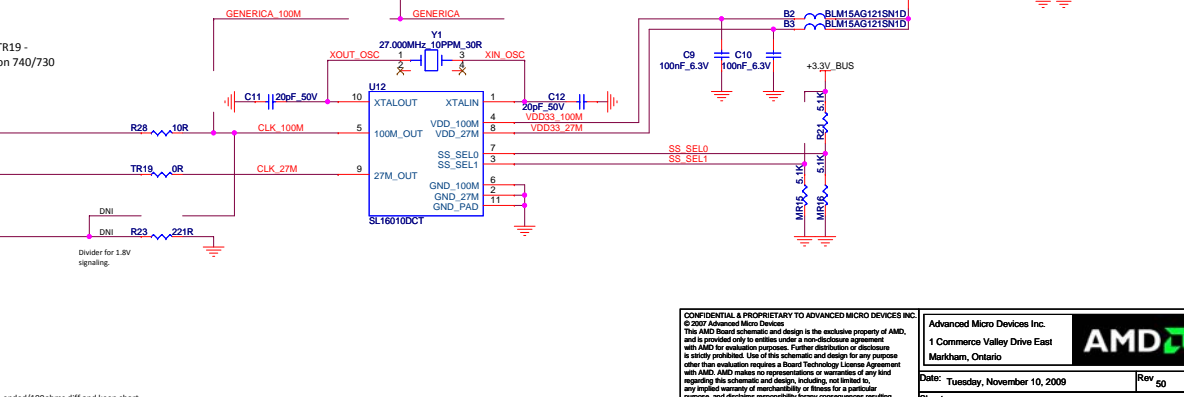 GENERICA_100M
GENERICA
B2 BLM15AG121SN1D
B3 BLM15AG121SN1D
TR19 -
on 740/730
Y1
27.000MHz_10PPM_30R
XOUT_OSC 1 3 XIN_OSC
2 4
C9 C10
100nF_6.3V 100nF_6.3V
+3.3V_BUS
U12
C11 20pF_50V 10 XTALOUT XTALIN 1 C12
20pF_50V
VDD_100M 4 VDD33_100M
VDD_27M 8 VDD33_27M
5.1K
R21
R28 10R CLK_100M 5 100M_OUT
SS_SEL0 7 SS_SEL0
SS_SEL1 3 SS_SEL1
TR19 0R CLK_27M 9 27M_OUT
5.1K 5.1K
MR15 MR16
GND_100M 6
GND_27M 2
GND_PAD 11
SL16010DCT
DNI
DNI R23 221R
Divider for 1.8V
signaling.
CONFIDENTIAL & PROPRIETARY TO ADVANCED MICRO DEVICES INC.
© 2007 Advanced Micro Devices
This AMD Board schematic and design is the exclusive property of AMD,
and is provided only to entities under a non-disclosure agreement
with AMD for evaluation purposes. Further distribution or disclosure
is strictly prohibited. Use of this schematic and design for any purpose
other than evaluation requires a Board Technology License Agreement
with AMD. AMD makes no representations or warranties of any kind
regarding this schematic and design, including, not limited to,
any implied warranty of merchantibility or fitness for a particular
purpose, and disclaims responsibility for any consequences resulting
Advanced Micro Devices Inc.
1 Commerce Valley Drive East
Markham, Ontario
AMD
Date: Tuesday, November 10, 2009
Rev 50